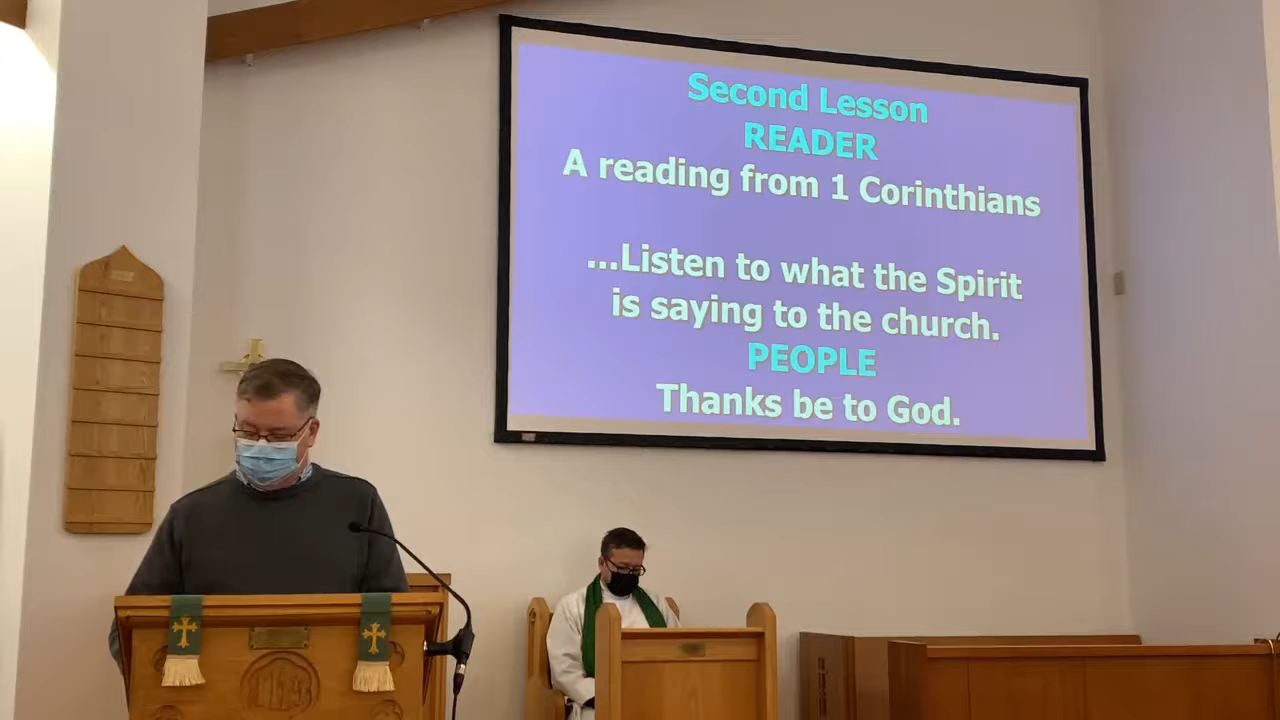 Second Lesson
READER
A reading from 1 Corinthians
...Listen to what the Spirit
is saying to the church.
PEOPLE
Thanks be to God.
IHS